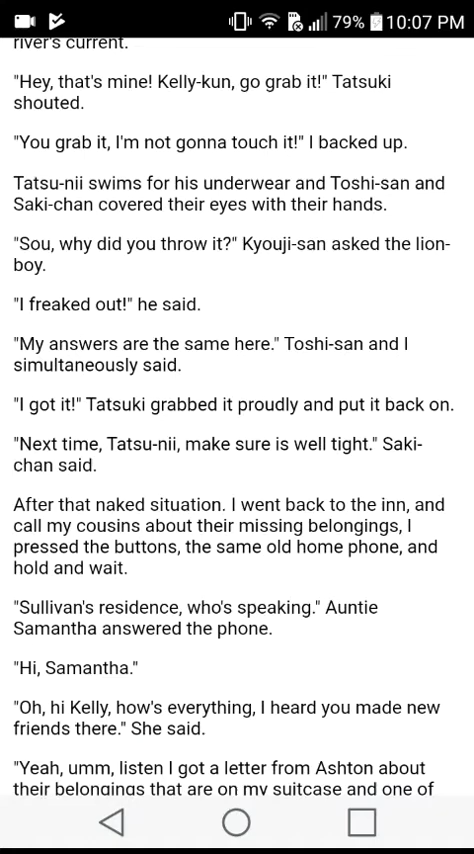 79% 10:07 PM
river's current.
"Hey, that's mine! Kelly-kun, go grab it!" Tatsuki
shouted.
"You grab it, I'm not gonna touch it!" I backed up.
Tatsu-nii swims for his underwear and Toshi-san and
Saki-chan covered their eyes with their hands.
"Sou, why did you throw it?" Kyouji-san asked the lion-
boy.
"I freaked out!" he said.
"My answers are the same here." Toshi-san and I
simultaneously said.
"I got it!" Tatsuki grabbed it proudly and put it back on.
"Next time, Tatsu-nii, make sure is well tight." Saki-
chan said.
After that naked situation. I went back to the inn, and
call my cousins about their missing belongings, I
pressed the buttons, the same old home phone, and
hold and wait.
"Sullivan's residence, who's speaking." Auntie
Samantha answered the phone.
"Hi, Samantha."
"Oh, hi Kelly, how's everything, I heard you made new
friends there." She said.
"Yeah, umm, listen I got a letter from Ashton about
their belongings that are on my suitcase and one of